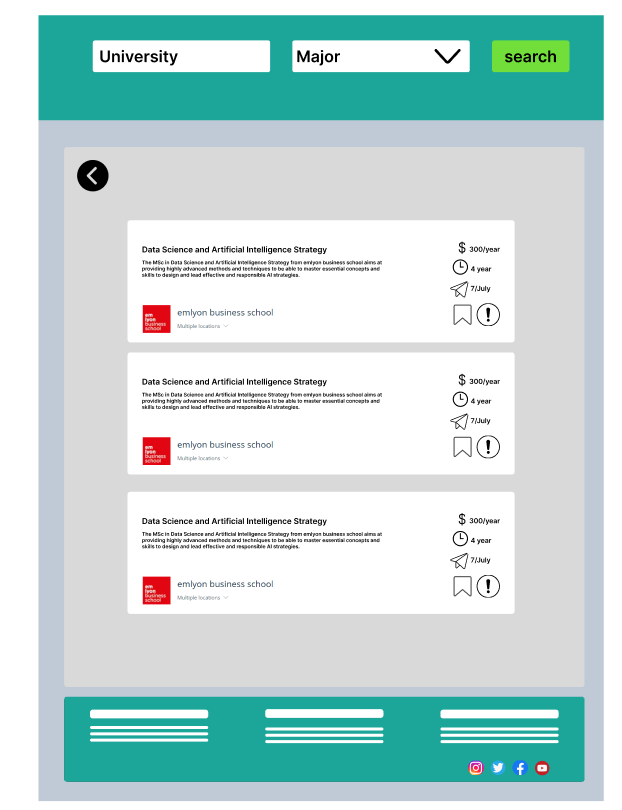 University
Major
search
Data Science and Artificial Intelligence Strategy
The MSc in Data Science and Artificial Intelligence Strategy from emlyon business school aims at
providing highly advanced methods and techniques to be able to master essential concepts and
skills to design and lead effective and responsible AI strategies.
$ 300/year
4 year
7/July
em
lyon
business
school
emlyon business school
Multiple locations
Data Science and Artificial Intelligence Strategy
The MSc in Data Science and Artificial Intelligence Strategy from emlyon business school aims at
providing highly advanced methods and techniques to be able to master essential concepts and
skills to design and lead effective and responsible AI strategies.
$ 300/year
4 year
7/July
em
lyon
business
school
emlyon business school
Multiple locations
Data Science and Artificial Intelligence Strategy
The MSc in Data Science and Artificial Intelligence Strategy from emlyon business school aims at
providing highly advanced methods and techniques to be able to master essential concepts and
skills to design and lead effective and responsible AI strategies.
$ 300/year
4 year
7/July
em
lyon
business
school
emlyon business school
Multiple locations